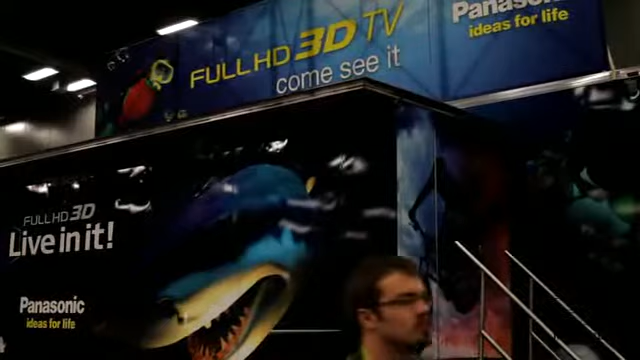 FULL HD 3D TV
come see it
Panasonic
ideas for life
FULL HD 3D
Live in it!
Panasonic
ideas for life